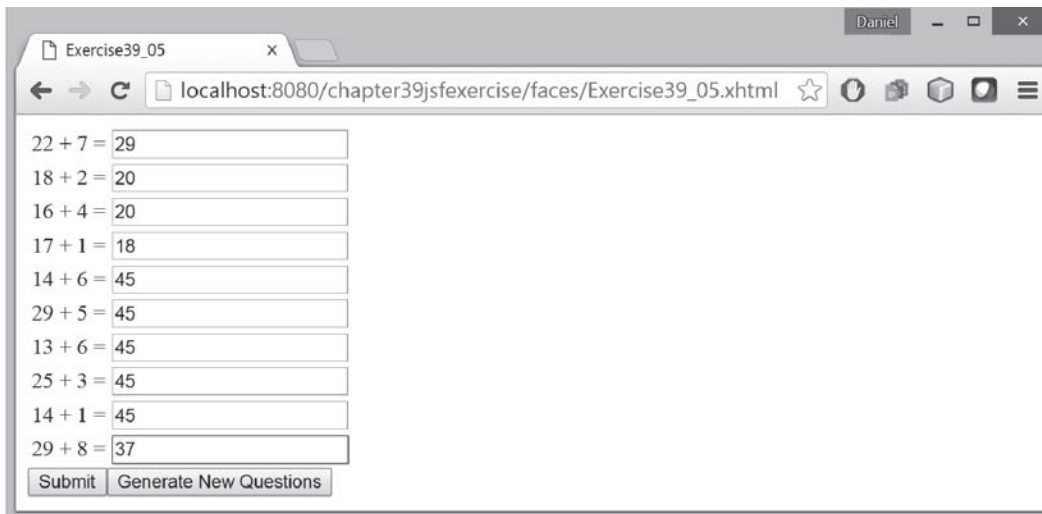 Daniel
Exercise39_05
localhost:8080/chapter39jsfexercise/faces/Exercise39_05.xhtml
22 + 7 = 29
18 + 2 = 20
16 + 4 = 20
17 + 1 = 18
14 + 6 = 45
29 + 5 = 45
13 + 6 = 45
25 + 3 = 45
14 + 1 = 45
29 + 8 = 37
Submit Generate New Questions